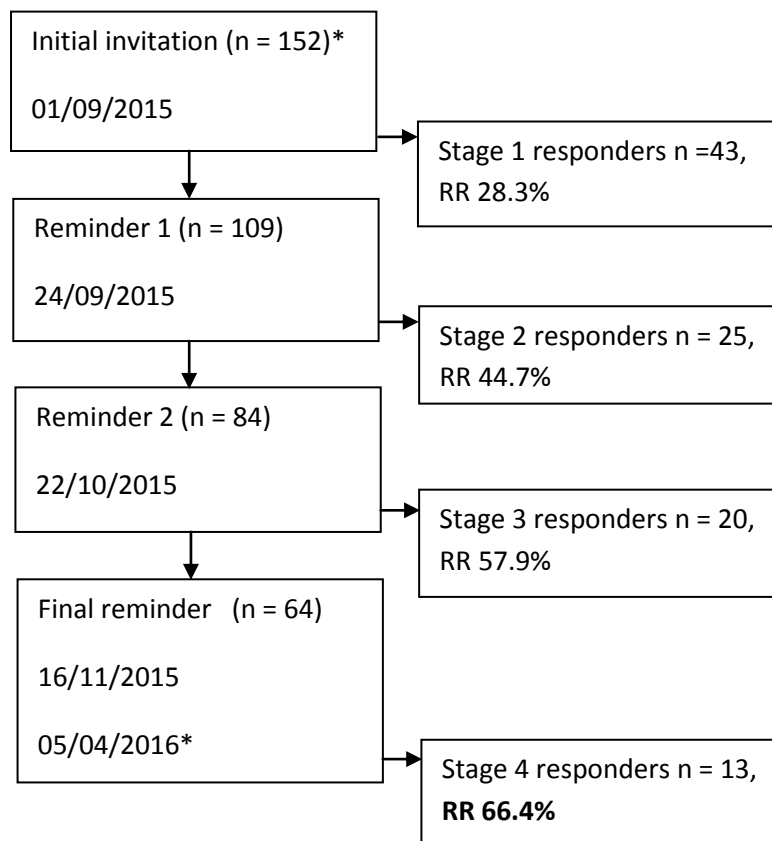 Initial invitation (n = 152)*
01/09/2015
Stage 1 responders n =43,
RR 28.3%
Reminder 1 (n = 109)
24/09/2015
Stage 2 responders n = 25,
RR 44.7%
Reminder 2 (n = 84)
22/10/2015
Stage 3 responders n = 20,
RR 57.9%
Final reminder (n = 64)
16/11/2015
05/04/2016*
Stage 4 responders n = 13,
RR 66.4%